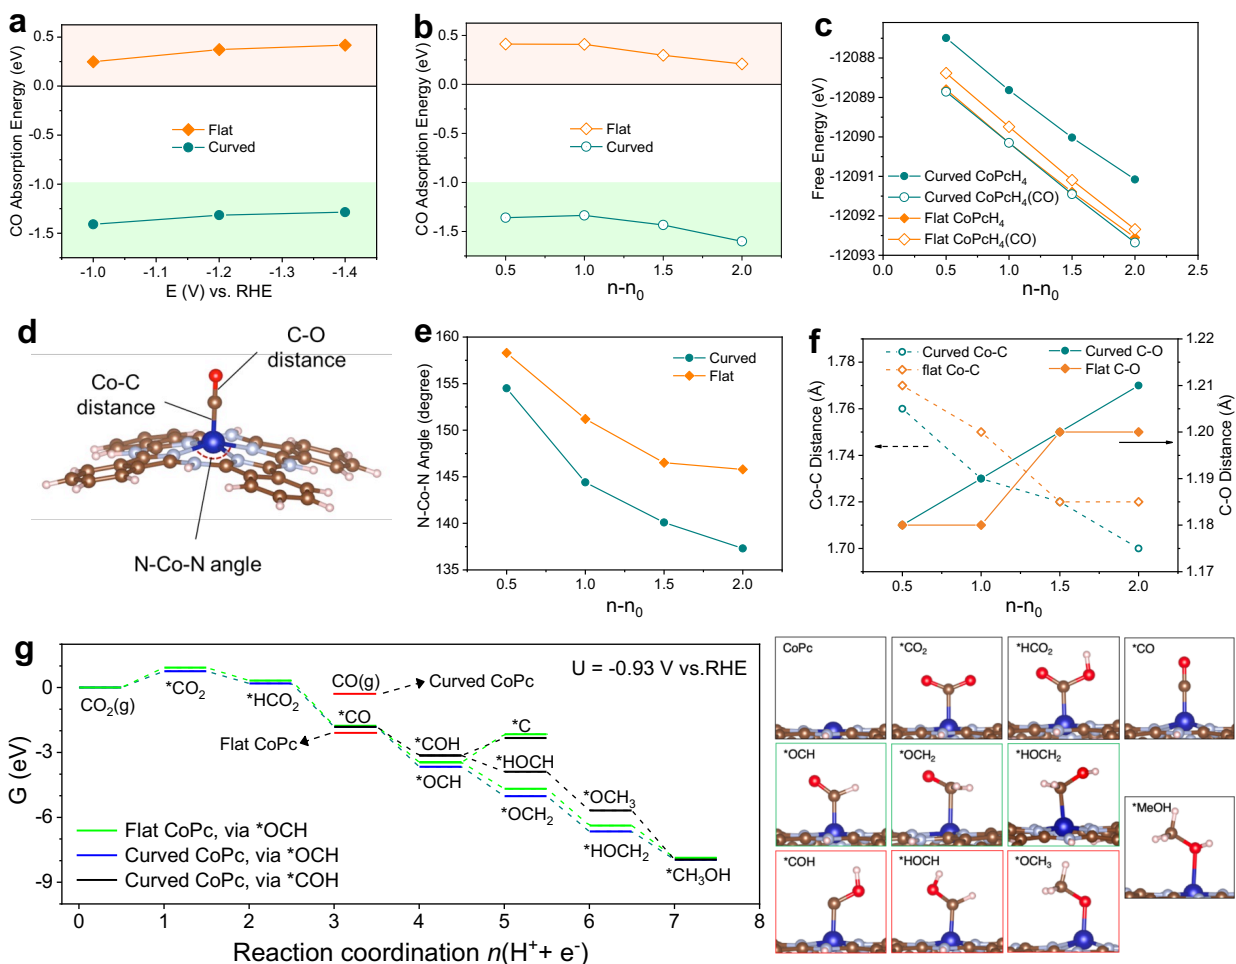 a
CO Absorption Energy (eV)
0.5
0.0
-0.5
-1.0
-1.5
Flat
Curved
-1.0 -1.1 -1.2 -1.3 -1.4
E (V) vs. RHE
b
CO Adsorption Energy (eV)
0.5
0.0
-0.5
-1.0
-1.5
Flat
Curved
0.5 1.0 1.5 2.0
n-n₀
c
Free Energy (eV)
-12088
-12089
-12090
-12091
-12092
-12093
Curved CoPcH₄
Curved CoPcH₄(CO)
Flat CoPcH₄
Flat CoPcH₄(CO)
0.0 0.5 1.0 1.5 2.0 2.5
n-n₀
d
C-O
distance
Co-C
distance
N-Co-N angle
e
N-Co-N Angle (degree)
160
155
150
145
140
135
Curved
Flat
0.5 1.0 1.5 2.0
n-n₀
f
Co-C Distance (Å)
1.78
1.76
1.74
1.72
1.70
Curved Co-C
flat Co-C
Curved C-O
Flat C-O
1.22
1.21
1.20
1.19
1.18
1.17
C-O Distance (Å)
0.5 1.0 1.5 2.0
n-n₀
g
U = -0.93 V vs.RHE
G (eV)
0
-3
-6
-9
CO₂(g)
*CO₂
*HCO₂
CO(g)
Curved CoPc
*CO
Flat CoPc
*COH
*OCH
*C
*HOCH
*OCH₂
*OCH₃
*HOCH₂
*CH₃OH
Flat CoPc, via *OCH
Curved CoPc, via *OCH
Curved CoPc, via *COH
0 1 2 3 4 5 6 7 8
Reaction coordination n(H⁺+ e⁻)
CoPc
*CO₂
*HCO₂
*CO
*OCH
*OCH₂
*HOCH₂
*MeOH
*COH
*HOCH
*OCH₃